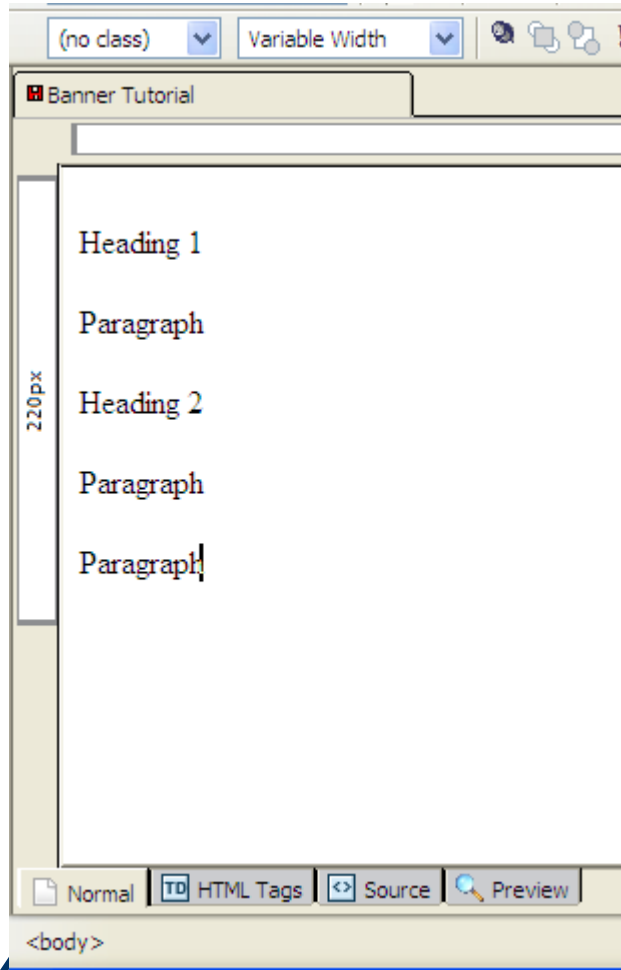 (no class) Variable Width
Banner Tutorial
Heading 1
Paragraph
220px
Heading 2
Paragraph
Paragraph
Normal TD HTML Tags <> Source Preview
<body>